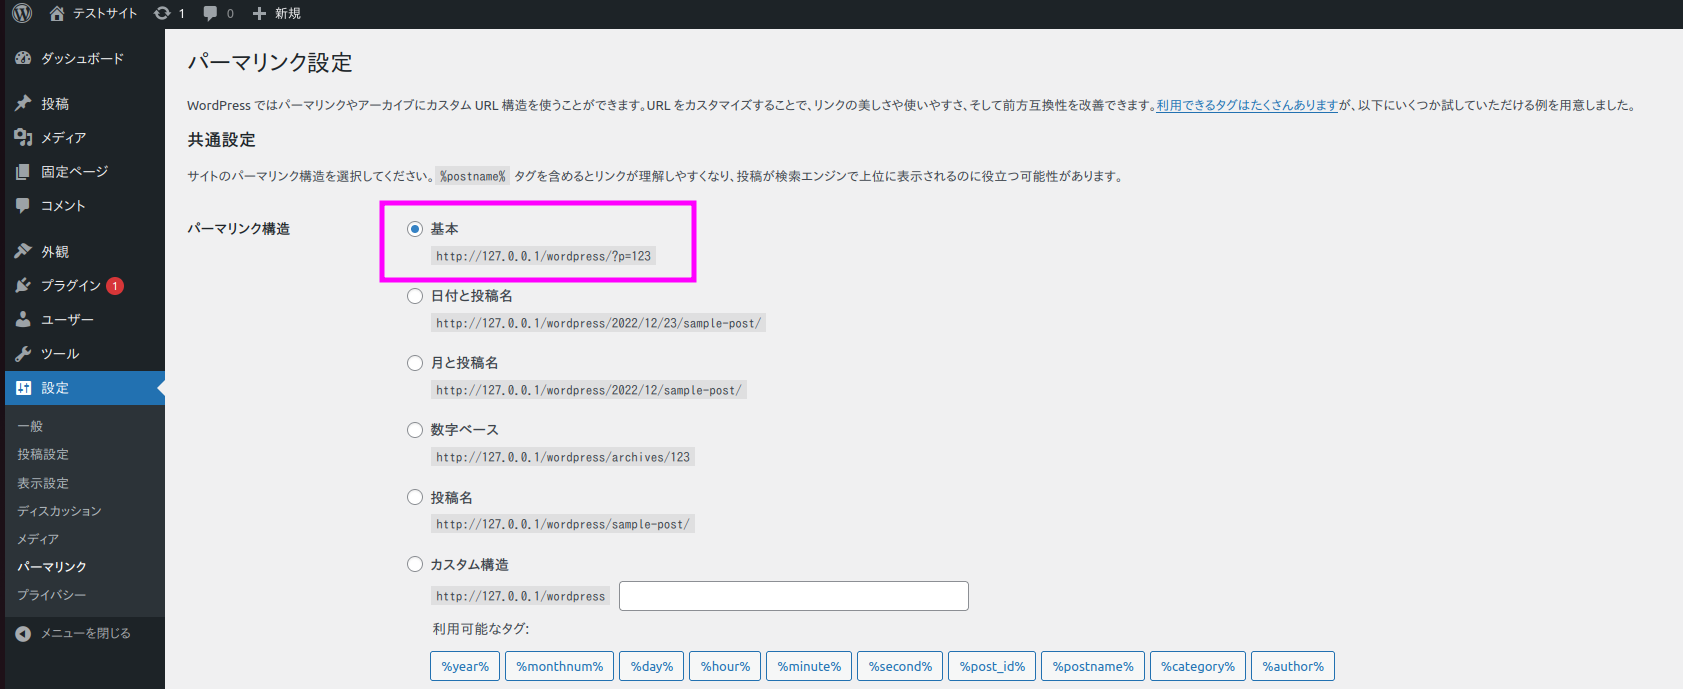 テストサイト 1 0 新規
ダッシュボード
投稿
メディア
固定ページ
コメント
外観
プラグイン 1
ユーザー
ツール
設定
一般
投稿設定
表示設定
ディスカッション
メディア
パーマリンク
プライバシー
メニューを閉じる
パーマリンク設定
WordPress ではパーマリンクやアーカイブにカスタム URL 構造を使うことができます。URL をカスタマイズすることで、リンクの美しさや使いやすさ、そして前方互換性を改善できます。利用できるタグはたくさんありますが、以下にいくつか試していただける例を用意しました。
共通設定
サイトのパーマリンク構造を選択してください。 %postname% タグを含めるとリンクが理解しやすくなり、投稿が検索エンジンで上位に表示されるのに役立つ可能性があります。
パーマリンク構造
基本
http://127.0.0.1/wordpress/?p=123
日付と投稿名
http://127.0.0.1/wordpress/2022/12/23/sample-post/
月と投稿名
http://127.0.0.1/wordpress/2022/12/sample-post/
数字ベース
http://127.0.0.1/wordpress/archives/123
投稿名
http://127.0.0.1/wordpress/sample-post/
カスタム構造
http://127.0.0.1/wordpress
利用可能なタグ:
%year% %monthnum% %day% %hour% %minute% %second% %post_id% %postname% %category% %author%